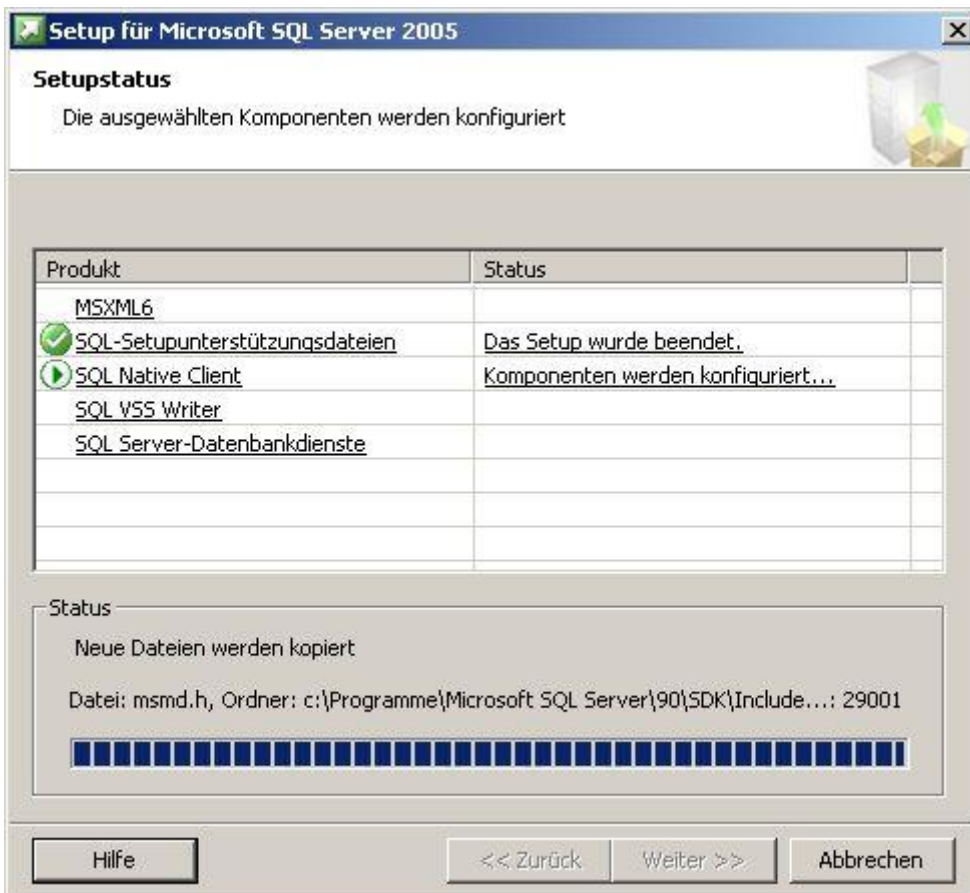 Setup für Microsoft SQL Server 2005
Setupstatus
Die ausgewählten Komponenten werden konfiguriert
Produkt Status
MSXML6
SQL-Setupunterstützungsdateien Das Setup wurde beendet.
SQL Native Client Komponenten werden konfiguriert...
SQL VSS Writer
SQL Server-Datenbankdienste
Status
Neue Dateien werden kopiert
Datei: msmd.h, Ordner: c:\Programme\Microsoft SQL Server\90\SDK\Include...: 29001
Hilfe << Zurück Weiter >> Abbrechen